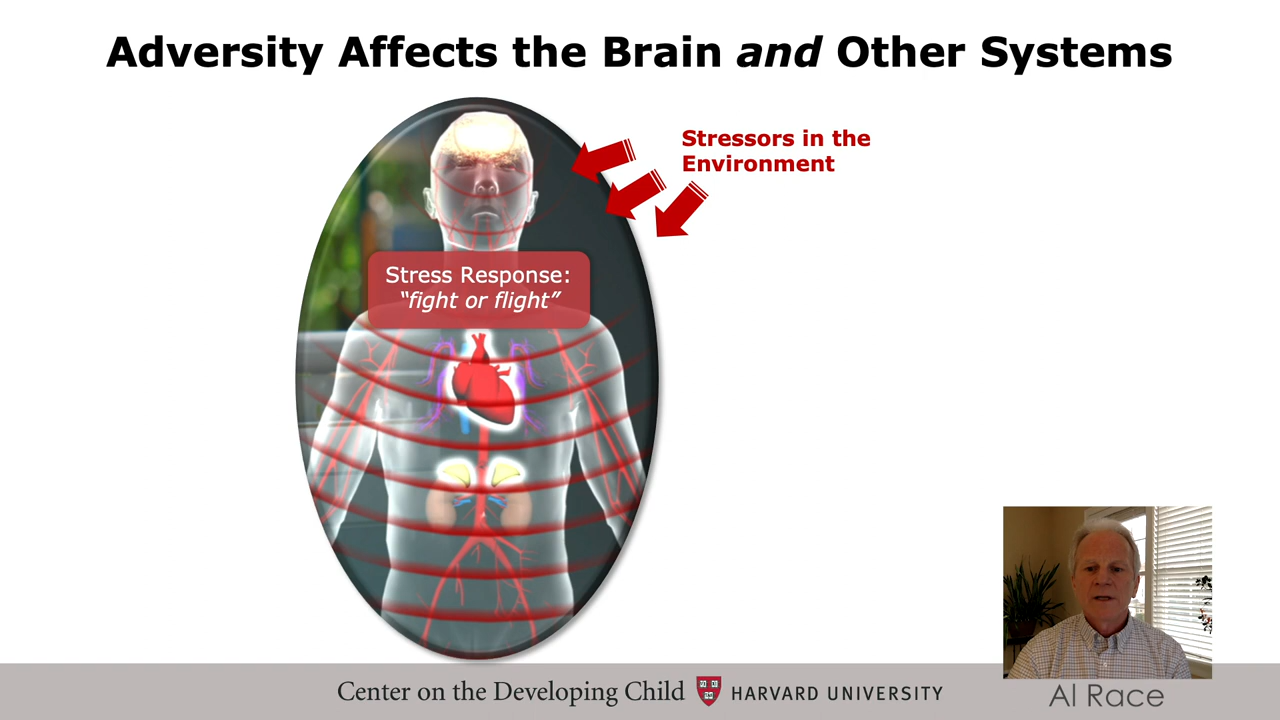 Adversity Affects the Brain and Other Systems
Stressors in the
Environment
Stress Response:
“fight or flight”
Center on the Developing Child HARVARD UNIVERSITY
Al Race